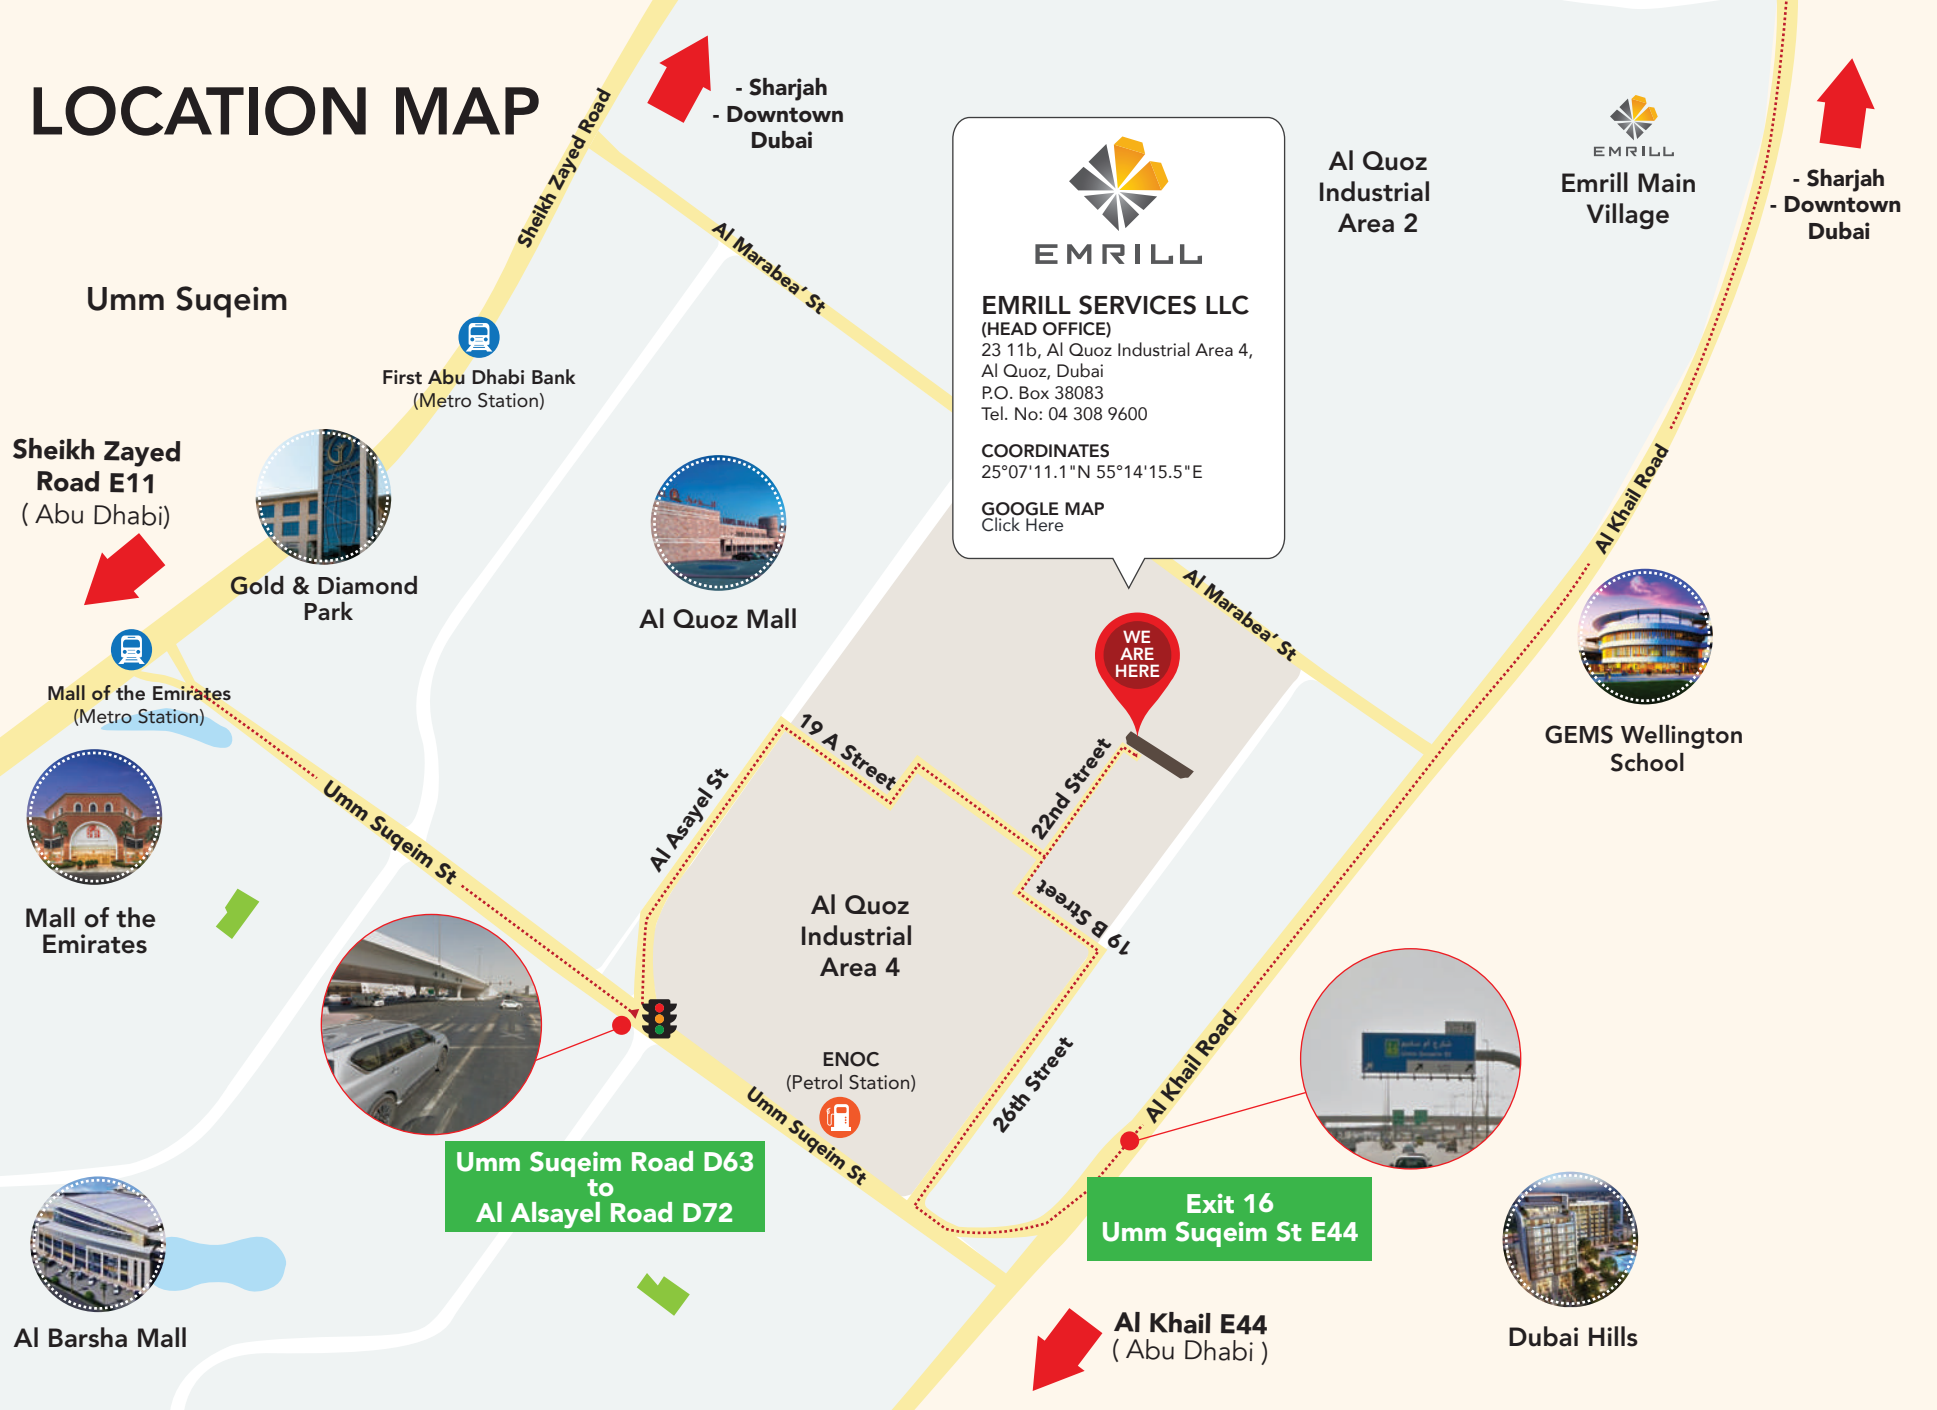 LOCATION MAP
- Sharjah
- Downtown
Dubai
Sheikh Zayed Road
Al Marabea' St
EMRILL
EMRILL SERVICES LLC
(HEAD OFFICE)
23 11b, Al Quoz Industrial Area 4,
Al Quoz, Dubai
P.O. Box 38083
Tel. No: 04 308 9600
COORDINATES
25°07'11.1"N 55°14'15.5"E
GOOGLE MAP
Click Here
Al Quoz
Industrial
Area 2
EMRILL
Emrill Main
Village
- Sharjah
- Downtown
Dubai
Umm Suqeim
First Abu Dhabi Bank
(Metro Station)
Sheikh Zayed
Road E11
( Abu Dhabi)
Gold & Diamond
Park
Al Quoz Mall
Al Khail Road
Al Marabea' St
WE
ARE
HERE
GEMS Wellington
School
Mall of the Emirates
(Metro Station)
19 A Street
22nd Street
Al Asayel St
Umm Suqeim St
19 B Street
Mall of the
Emirates
Al Quoz
Industrial
Area 4
ENOC
(Petrol Station)
26th Street
Al Khail Road
Umm Suqeim St
Umm Suqeim Road D63
to
Al Alsayel Road D72
Exit 16
Umm Suqeim St E44
Al Barsha Mall
Al Khail E44
( Abu Dhabi )
Dubai Hills